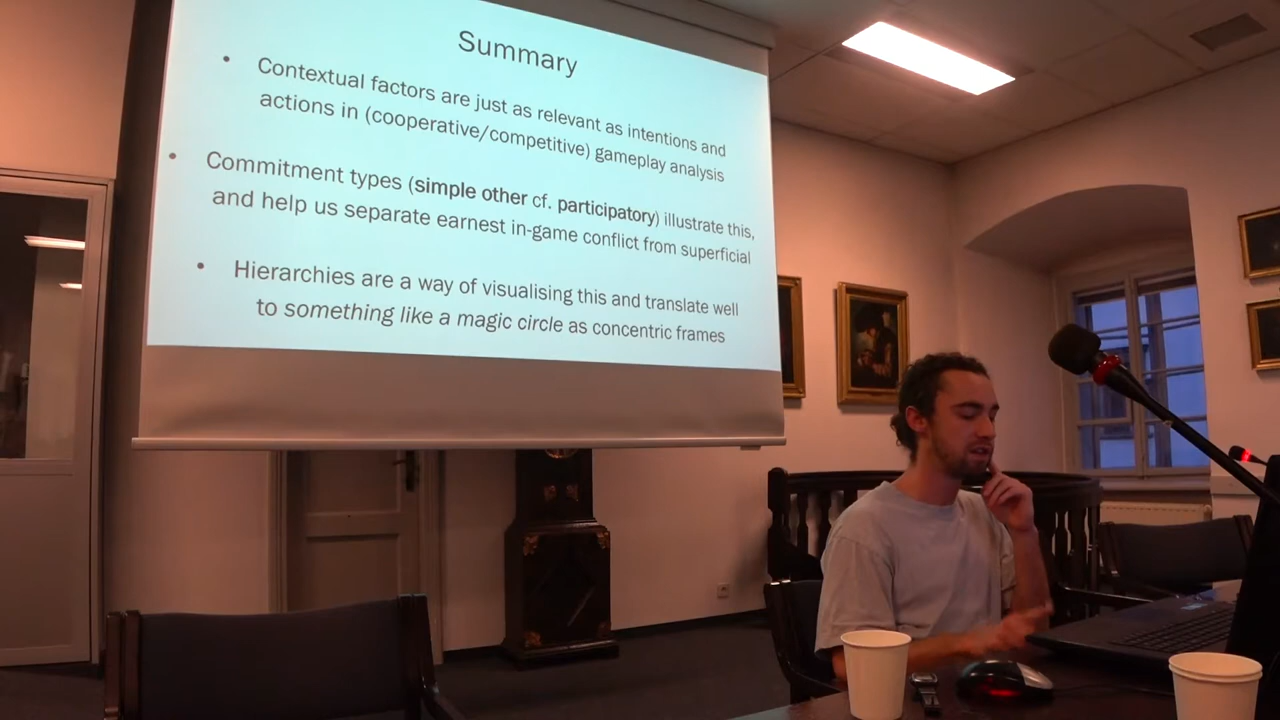 Summary
• Contextual factors are just as relevant as intentions and
actions in (cooperative/competitive) gameplay analysis
• Commitment types (simple other cf. participatory) illustrate this,
and help us separate earnest in-game conflict from superficial
• Hierarchies are a way of visualising this and translate well
to something like a magic circle as concentric frames